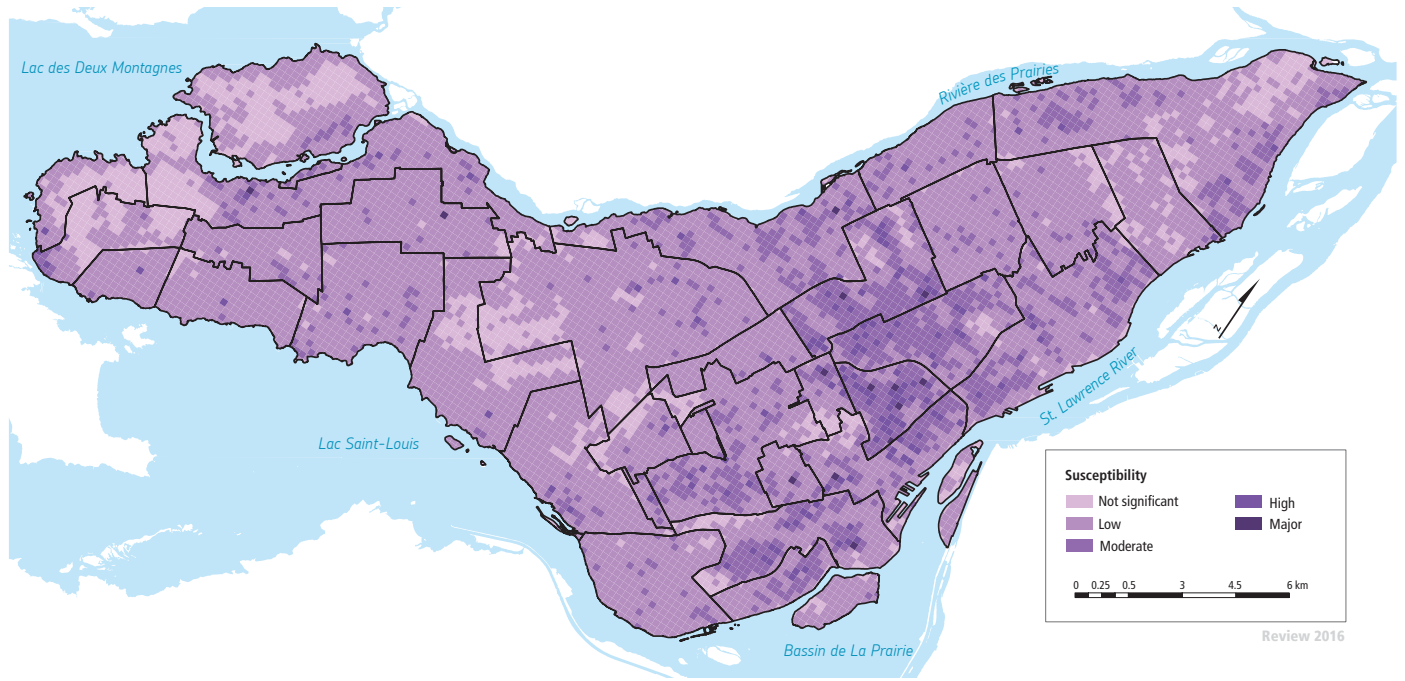 Lac des Deux Montagnes
Rivière des Prairies
N
St. Lawrence River
Lac Saint-Louis
Bassin de La Prairie
Susceptibility
Not significant
Low
Moderate
High
Major
0 0.25 0.5 3 4.5 6 km
Review 2016